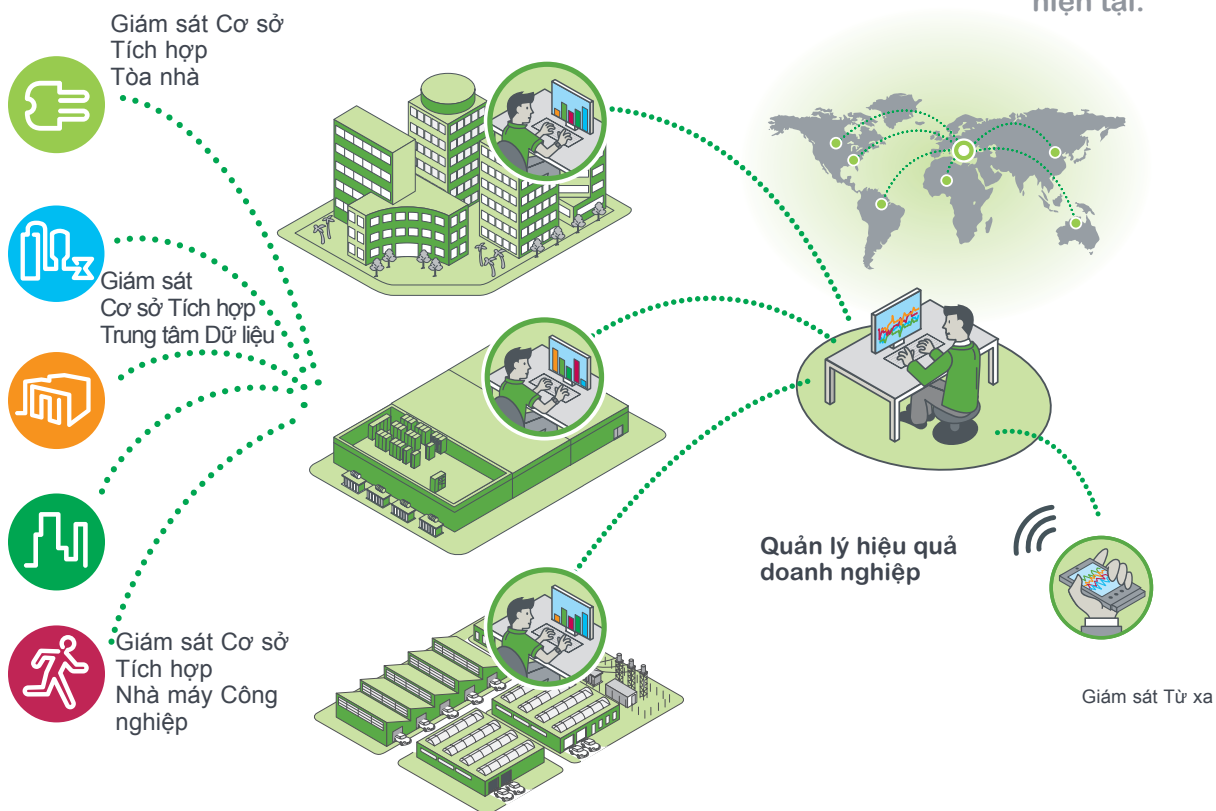 hiện tại.
Giám sát Cơ sở
Tích hợp
Tòa nhà
Giám sát
Cơ sở Tích hợp
Trung tâm Dữ liệu
Quản lý hiệu quả
doanh nghiệp
Giám sát Cơ sở
Tích hợp
Nhà máy Công
nghiệp
Giám sát Từ xa